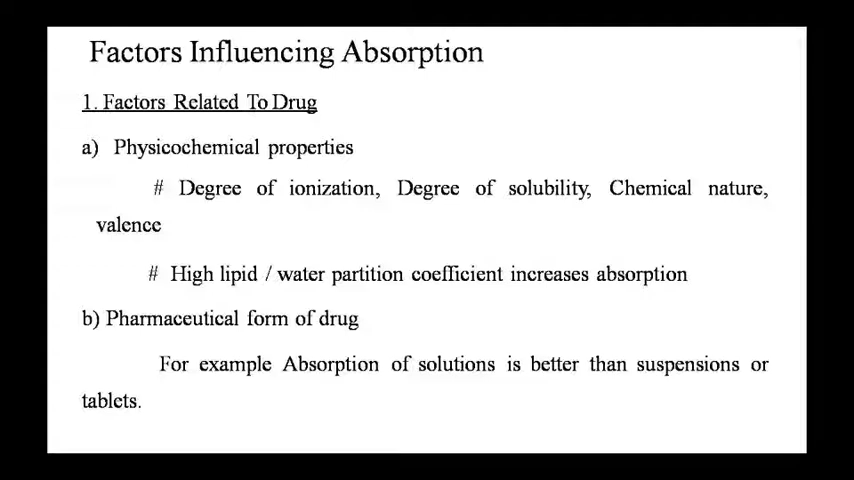 Factors Influencing Absorption
1. Factors Related To Drug
a) Physicochemical properties
# Degree of ionization, Degree of solubility, Chemical nature,
valence
# High lipid / water partition coefficient increases absorption
b) Pharmaceutical form of drug
For example Absorption of solutions is better than suspensions or
tablets.